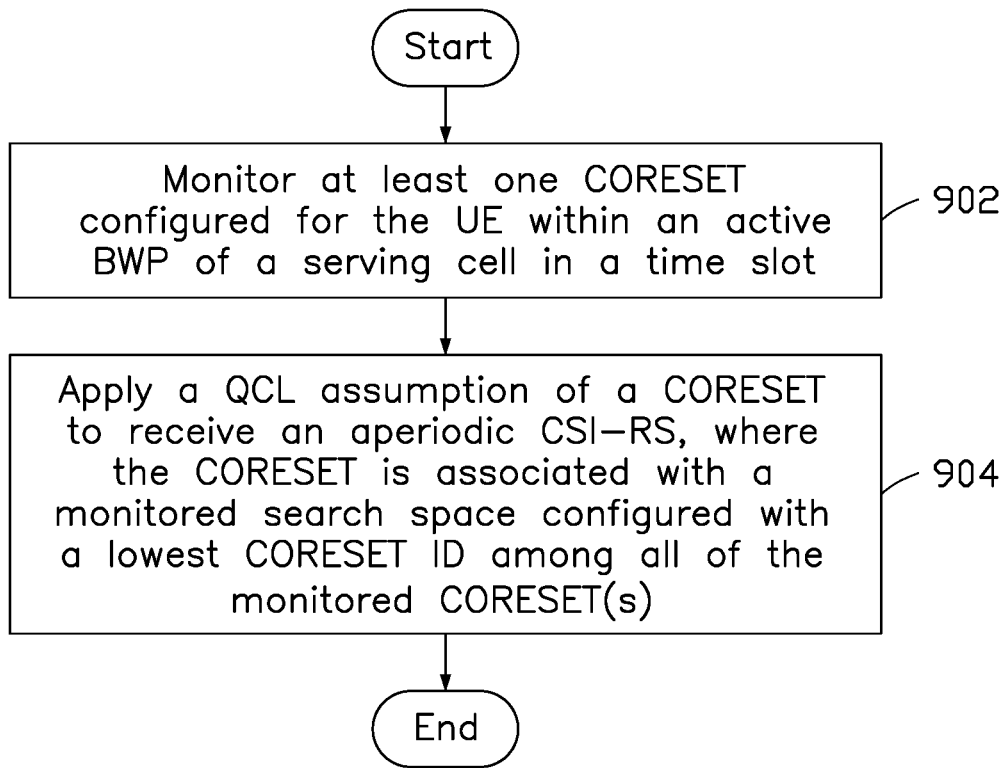 Start
Monitor at least one CORESET
configured for the UE within an active
BWP of a serving cell in a time slot
902
Apply a QCL assumption of a CORESET
to receive an aperiodic CSI-RS, where
the CORESET is associated with a
monitored search space configured with
a lowest CORESET ID among all of the
monitored CORESET(s)
904
End